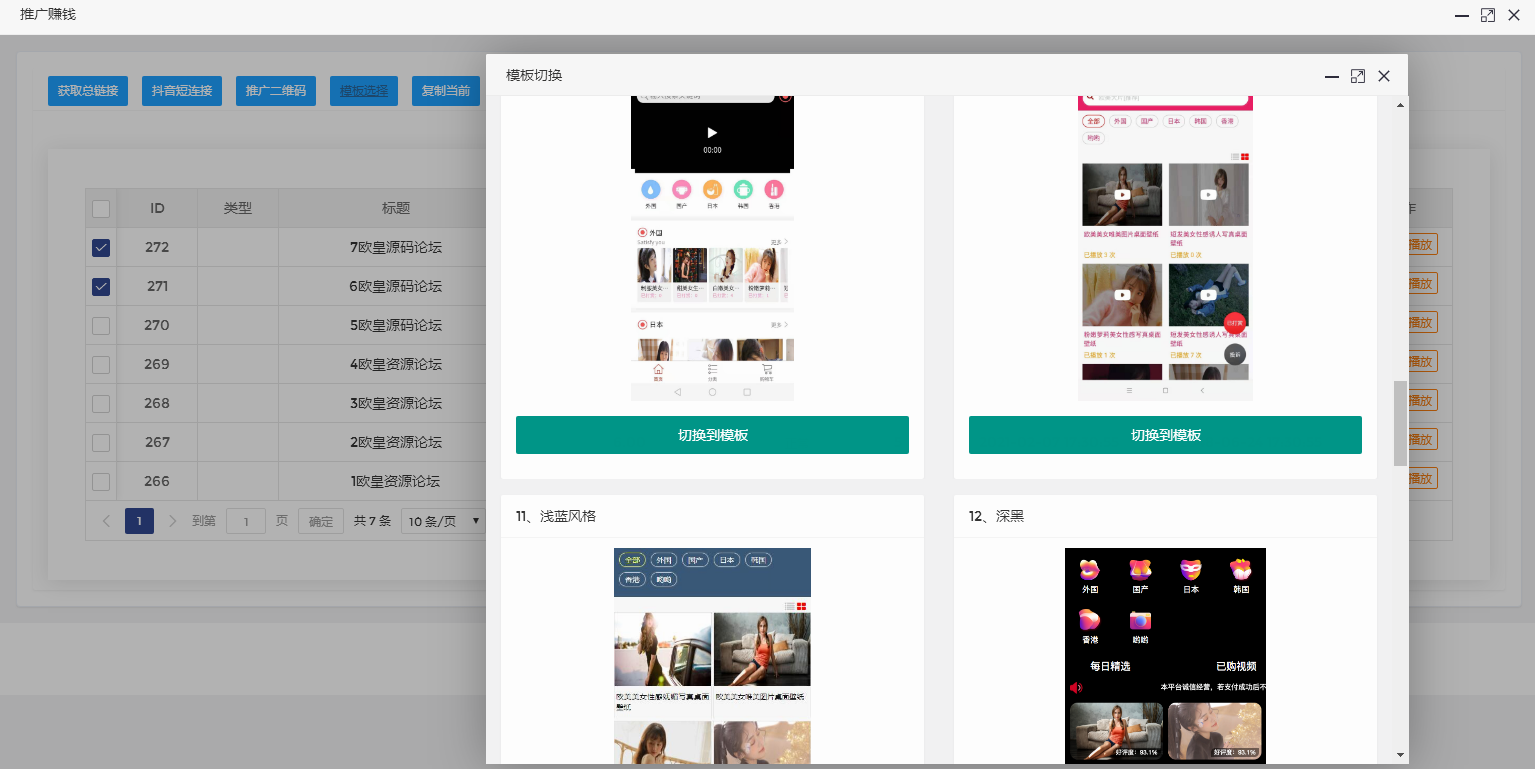 推广赚钱
获取总链接
抖音短连接
推广二维码
模板选择
复制当前
ID
类型
标题
作
272
7欧皇源码论坛
播放
271
6欧皇源码论坛
播放
270
5欧皇源码论坛
播放
269
4欧皇资源论坛
播放
268
3欧皇资源论坛
播放
267
2欧皇资源论坛
播放
266
1欧皇资源论坛
播放
1
到第
1
页
确定
共 7 条
10 条/页
模板切换
00:00
外国
国产
日本
韩国
香港
外国
Satisfy you
更多
日本
更多
切换到模板
全部
外国
国产
日本
韩国
香港
哟哟
欧美美女唯美图片桌面壁纸
已播放 3 次
短发美女性感诱人写真桌面
壁纸
已播放 0 次
粉嫩萝莉美女性感写真桌面
壁纸
已播放 1 次
短发美女性感诱人写真桌面
壁纸
已播放 7 次
切换到模板
11、浅蓝风格
全部
外国
国产
日本
韩国
香港
哟哟
欧美美女性感妩媚写真桌面
壁纸
欧美美女唯美图片桌面壁纸
12、深黑
外国
国产
日本
韩国
香港
哟哟
每日精选
已购视频
本平台诚信经营，若支付成功后不
好评度：93.1%
好评度：93.1%